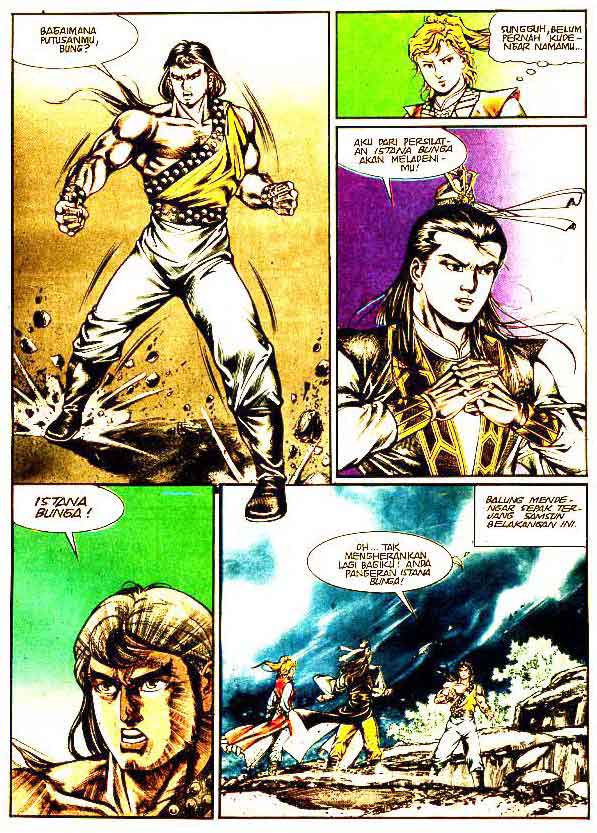 BAGAIMANA
PUTUSANMU,
BUNG?
SUNGGUH, BELUM
PERNAH KUDE-
NGAR NAMAMU...
AKU DARI PERSILAT-
AN ISTANA BUNGA
AKAN MELADENI-
MU!
ISTANA
BUNGA!
BALUNG MENDE-
NGAR SEPAK TER-
JANG SAMSUN
BELAKANGAN INI.
OH... TAK
MENGHERANKAN
LAGI BAGIKU! ANDA
PANGERAN ISTANA
BUNGA!